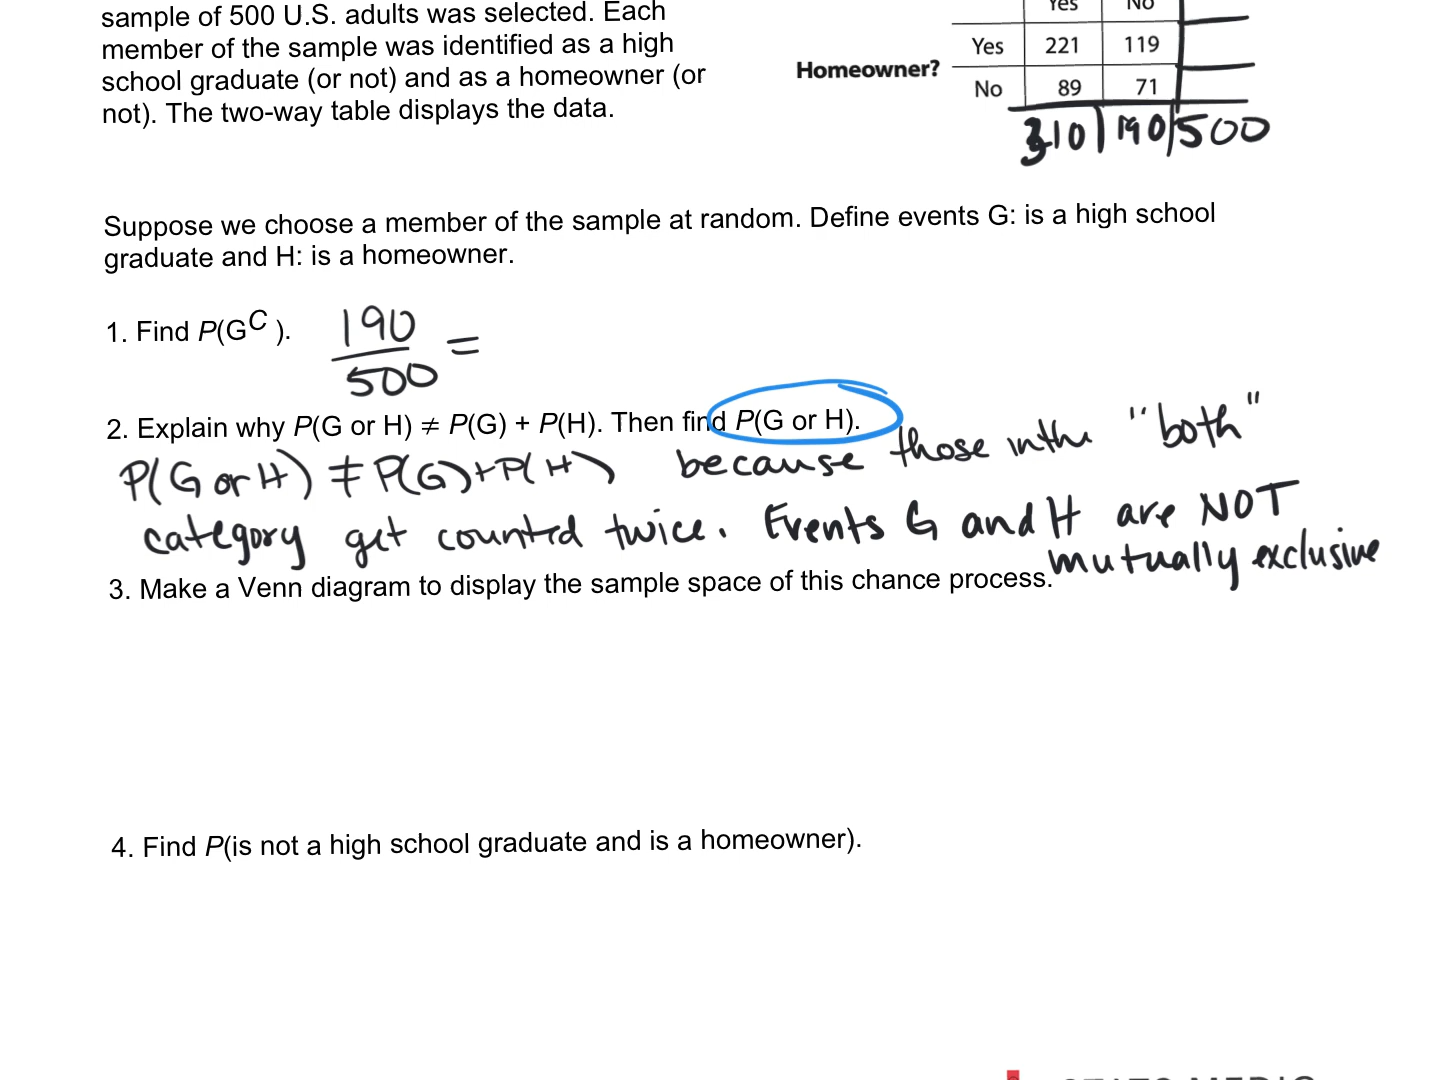 sample of 500 U.S. adults was selected. Each
member of the sample was identified as a high
school graduate (or not) and as a homeowner (or
not). The two-way table displays the data.
Yes No
Homeowner?
Yes 221 119
No 89 71
310 190 500
Suppose we choose a member of the sample at random. Define events G: is a high school
graduate and H: is a homeowner.
1. Find P(G^C ). 190/500 =
2. Explain why P(G or H) ≠ P(G) + P(H). Then find P(G or H).
P(G or H) ≠ P(G)+P(H) because those in the "both"
category get counted twice. Events G and H are NOT
mutually exclusive
3. Make a Venn diagram to display the sample space of this chance process.
4. Find P(is not a high school graduate and is a homeowner).